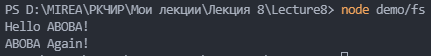 PS D:\MIREA\РКЧИР\Мои лекции\Лекция 8\Lecture8> node demo/fs
Hello ABOBA!
ABOBA Again!